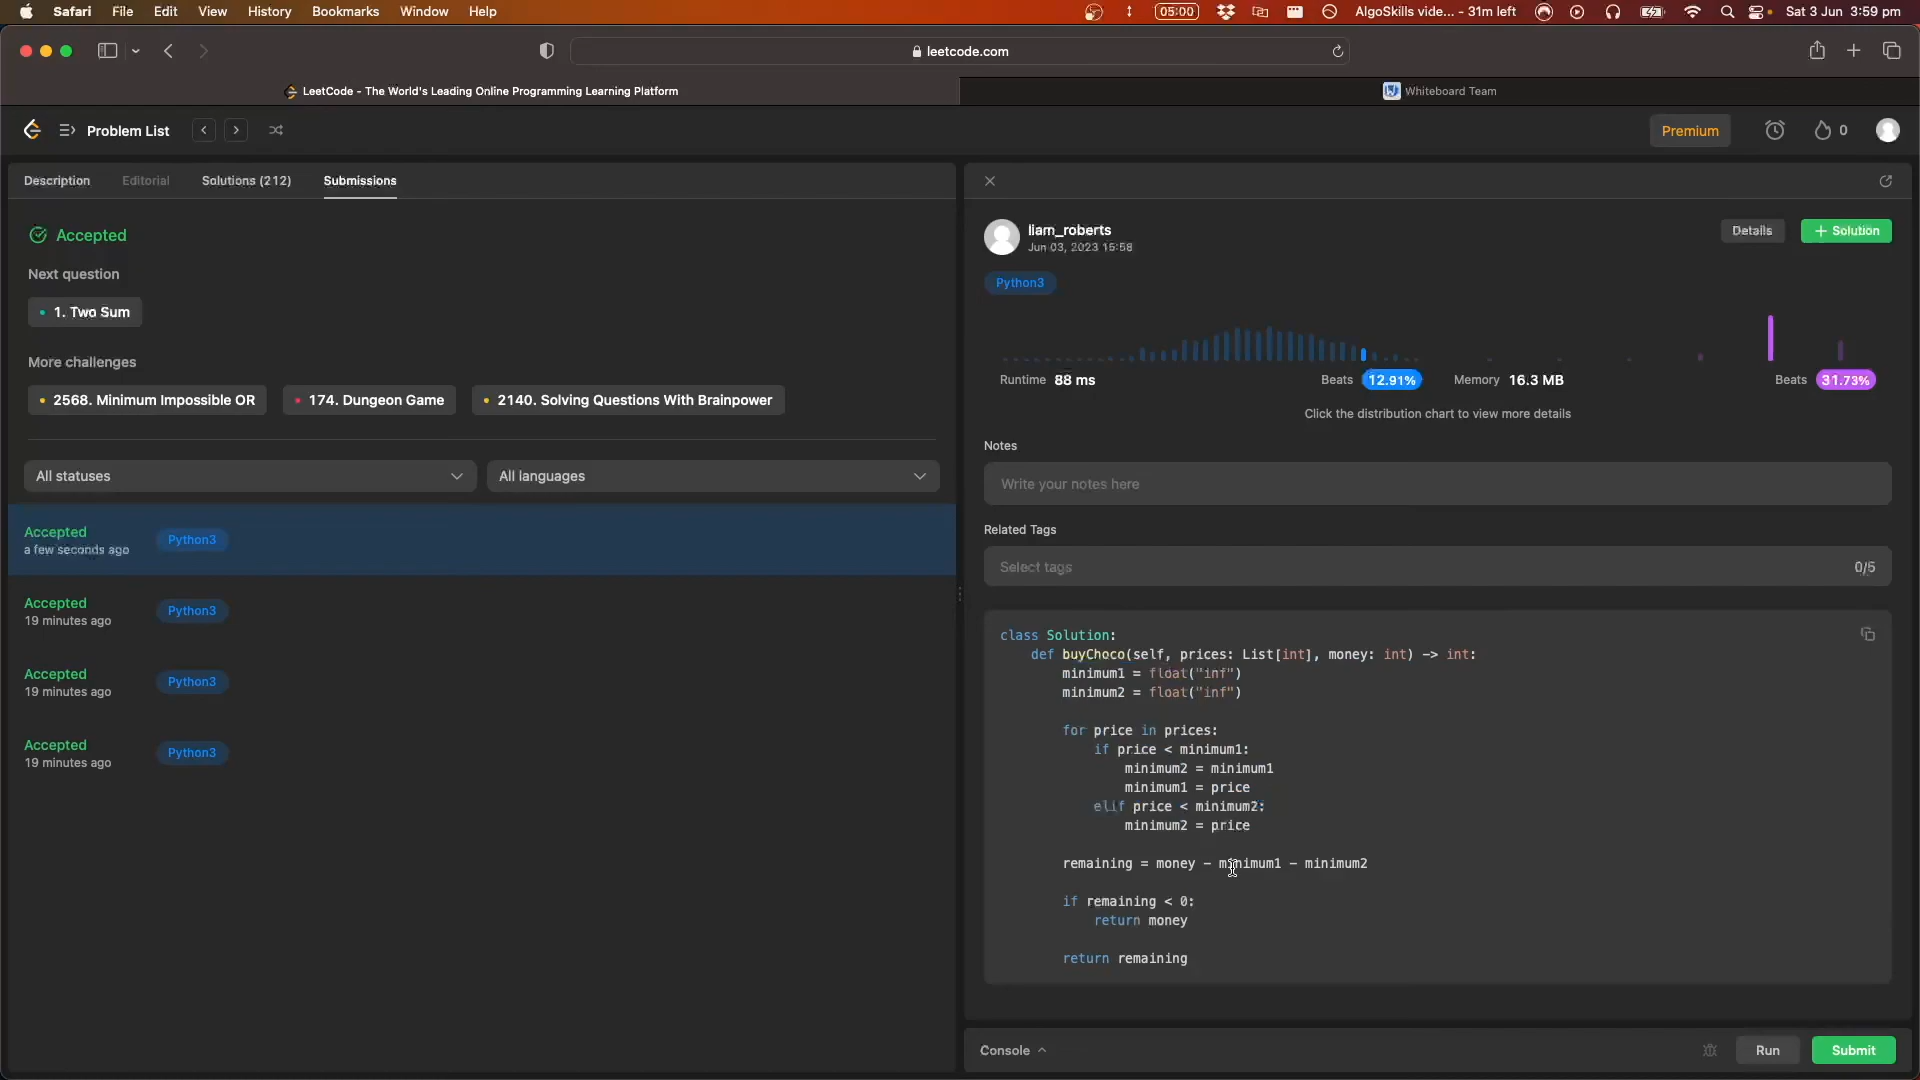 Safari File Edit View History Bookmarks Window Help 05:00 AlgoSkills vide... - 31m left Sat 3 Jun 3:59 pm
leetcode.com
LeetCode - The World's Leading Online Programming Learning Platform
Whiteboard Team
Problem List
Premium
0
Description Editorial Solutions (212) Submissions
Accepted
Next question
1. Two Sum
More challenges
2568. Minimum Impossible OR 174. Dungeon Game 2140. Solving Questions With Brainpower
All statuses All languages
Accepted
a few seconds ago
Python3
Accepted
19 minutes ago
Python3
Accepted
19 minutes ago
Python3
Accepted
19 minutes ago
Python3
liam_roberts
Jun 03, 2023 15:58
Details + Solution
Python3
Runtime 88 ms Beats 12.91% Memory 16.3 MB Beats 31.73%
Click the distribution chart to view more details
Notes
Write your notes here
Related Tags
Select tags 0/5
class Solution:
def buyChoco(self, prices: List[int], money: int) -> int:
minimum1 = float("inf")
minimum2 = float("inf")
for price in prices:
if price < minimum1:
minimum2 = minimum1
minimum1 = price
elif price < minimum2:
minimum2 = price
remaining = money - minimum1 - minimum2
if remaining < 0:
return money
return remaining
Console Run Submit